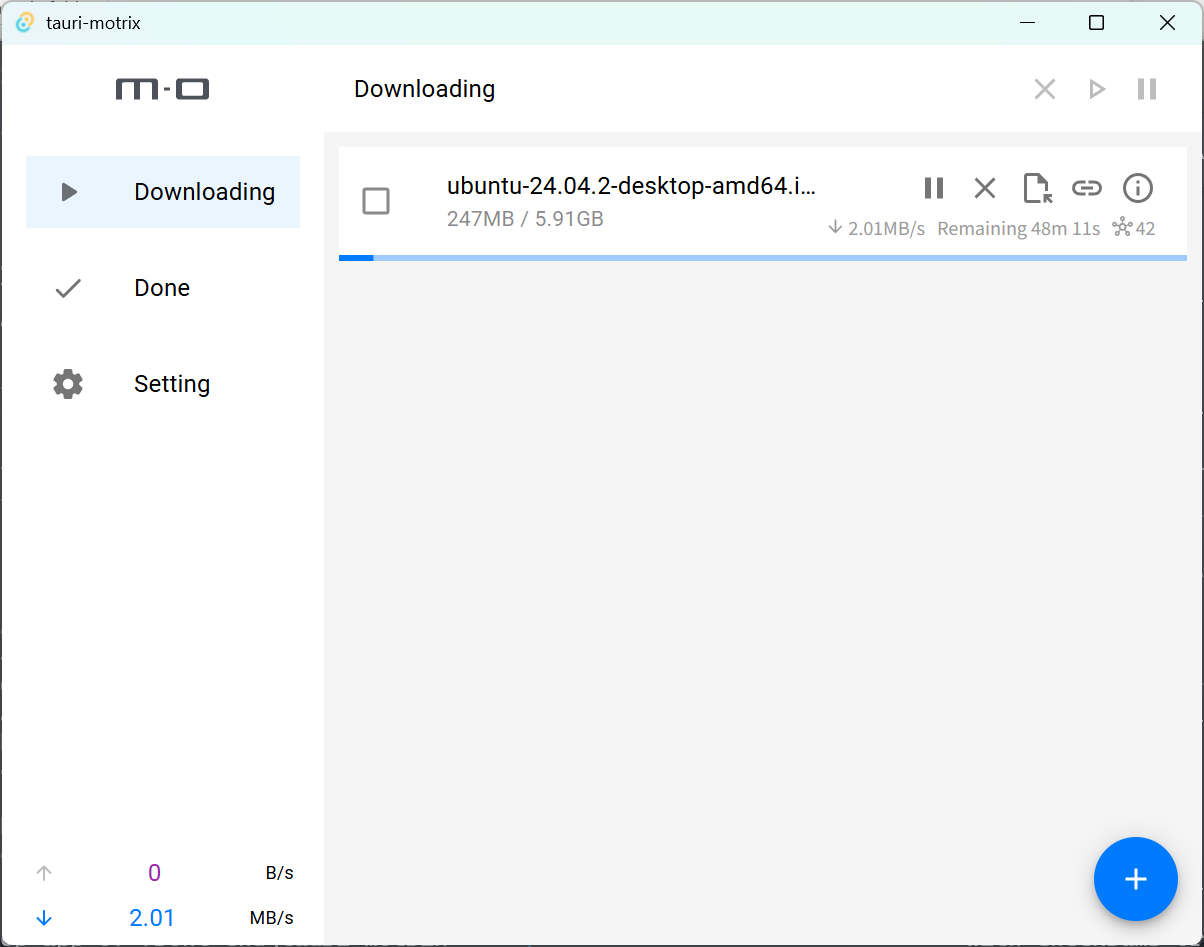 tauri-motrix
m-o
Downloading
Downloading
Done
Setting
ubuntu-24.04.2-desktop-amd64.i…
247MB / 5.91GB
2.01MB/s Remaining 48m 11s 42
0 B/s
2.01 MB/s